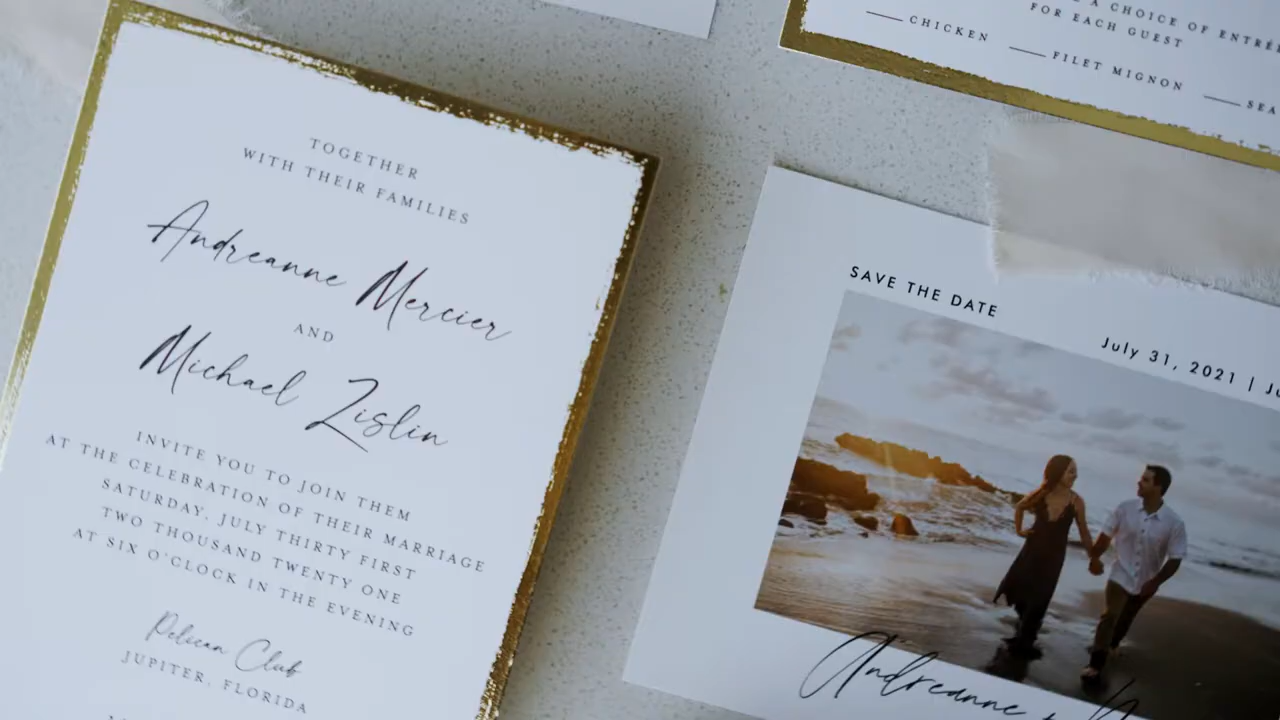 TOGETHER
WITH THEIR FAMILIES
Andreanne Mercier
AND
Michael Zislin
INVITE YOU TO JOIN THEM
AT THE CELEBRATION OF THEIR MARRIAGE
SATURDAY, JULY THIRTY FIRST
TWO THOUSAND TWENTY ONE
AT SIX O'CLOCK IN THE EVENING
Pelican Club
JUPITER, FLORIDA
A CHOICE OF ENTRÉE
FOR EACH GUEST
CHICKEN FILET MIGNON
SAVE THE DATE
July 31, 2021 |
Andreanne